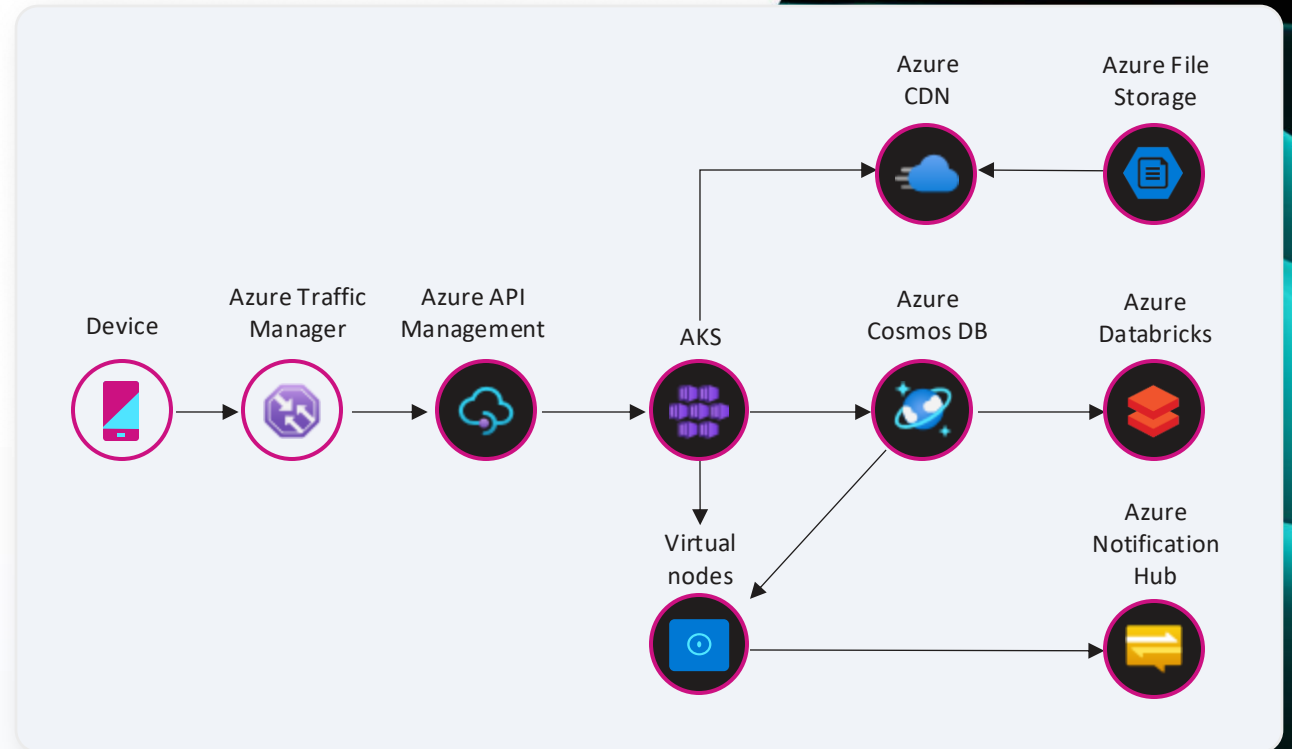 Azure
CDN
Azure File
Storage
Device
Azure Traffic
Manager
Azure API
Management
AKS
Azure
Cosmos DB
Azure
Databricks
Virtual
nodes
Azure
Notification
Hub